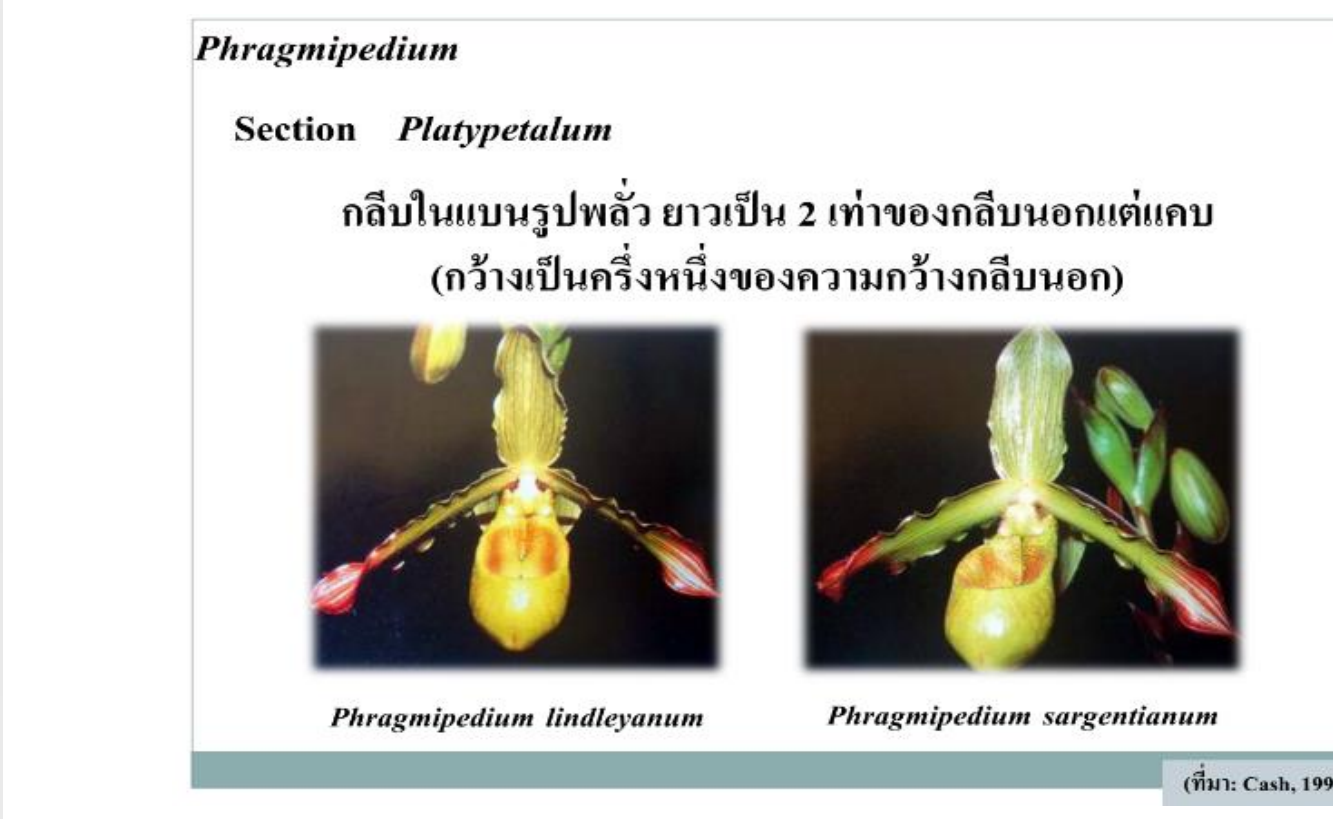 Phragmipedium
Section Platypetalum
กลีบในแบนรูปพลั่ว ยาวเป็น 2 เท่าของกลีบนอกแต่แคบ
(กว้างเป็นครึ่งหนึ่งของความกว้างกลีบนอก)
Phragmipedium lindleyanum
Phragmipedium sargentianum
(ที่มา: Cash, 199